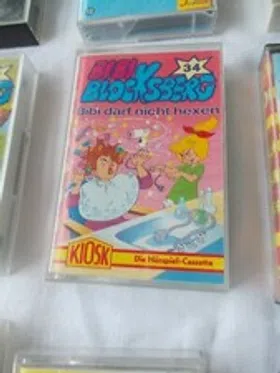 BIBI
34
BLOCKSBERG
Bibi darf nicht hexen
KIOSK
Die Hörspiel-Cassette